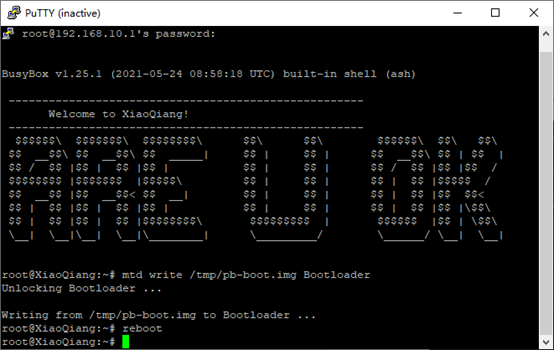 PuTTY (inactive)
root@192.168.10.1's password:
BusyBox v1.25.1 (2021-05-24 08:58:18 UTC) built-in shell (ash)
-----------------------------------------------------
Welcome to XiaoQiang!
-----------------------------------------------------
ARE U OK
root@XiaoQiang:~# mtd write /tmp/pb-boot.img Bootloader
Unlocking Bootloader ...
Writing from /tmp/pb-boot.img to Bootloader ...
root@XiaoQiang:~# reboot
root@XiaoQiang:~#